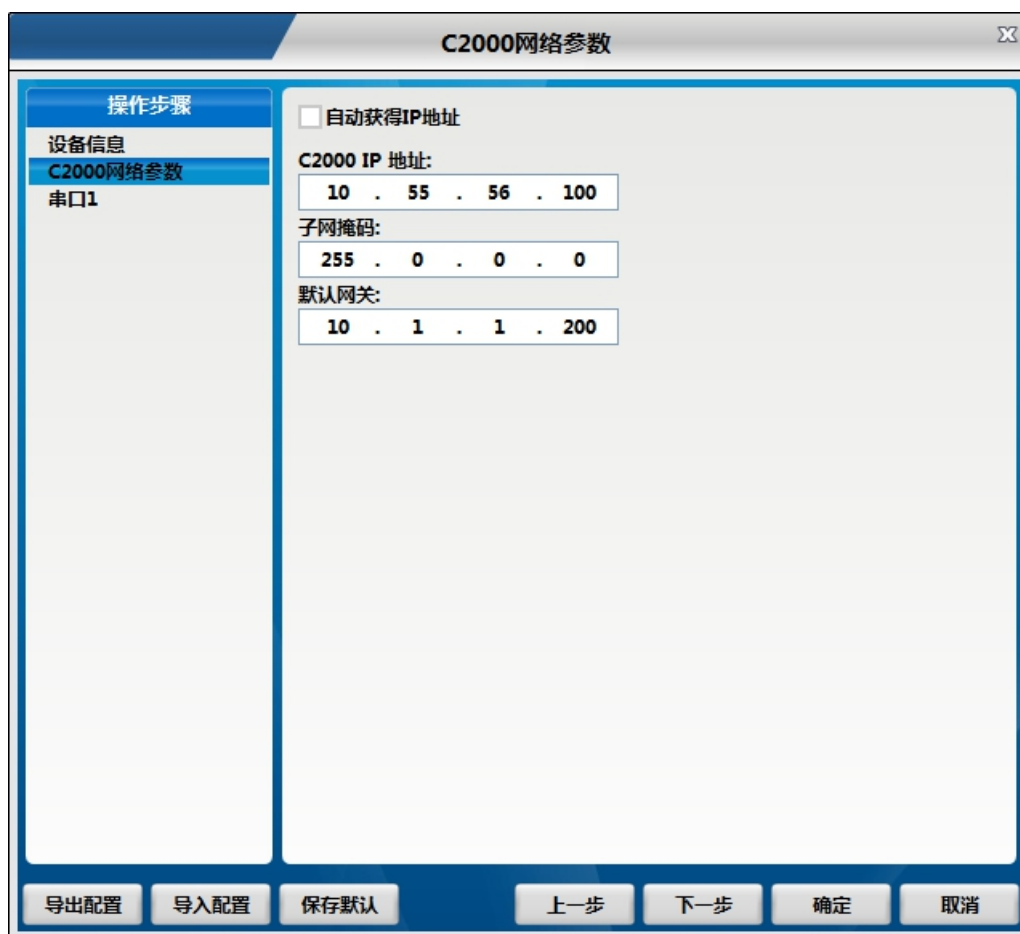 C2000网络参数
操作步骤
设备信息
C2000网络参数
串口1
自动获得IP地址
C2000 IP 地址:
10 . 55 . 56 . 100
子网掩码:
255 . 0 . 0 . 0
默认网关:
10 . 1 . 1 . 200
导出配置 导入配置 保存默认 上一步 下一步 确定 取消